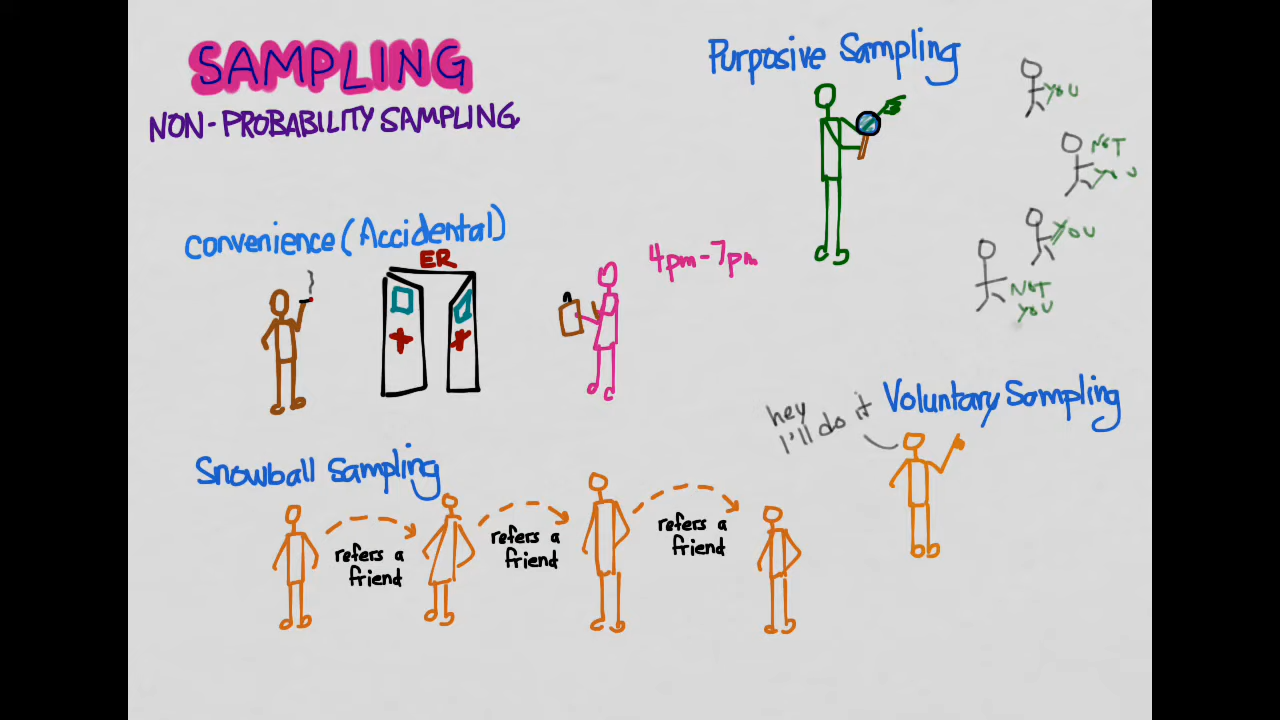 SAMPLING
NON-PROBABILITY SAMPLING
convenience (Accidental)
ER
4pm-7pm
Snowball Sampling
refers a
friend
refers a
friend
refers a
friend
Purposive Sampling
YOU
NOT
YOU
YOU
NOT
YOU
Voluntary Sampling
hey
I'll do it